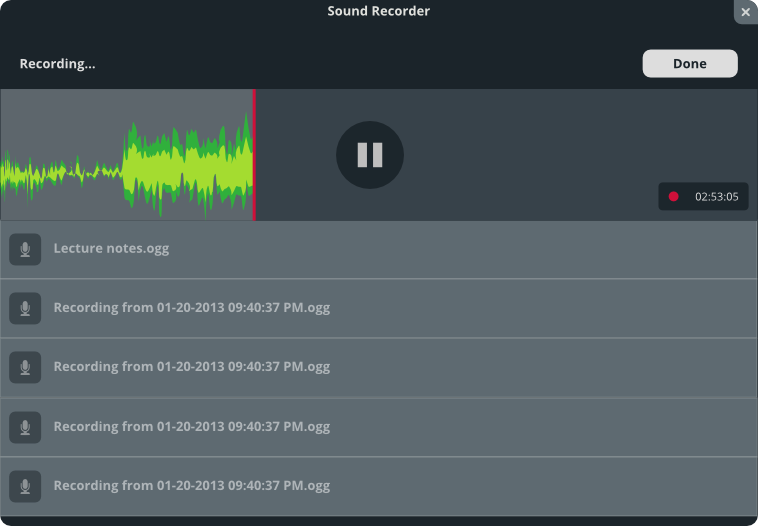 Sound Recorder
Recording...
Done
02:53:05
Lecture notes.ogg
Recording from 01-20-2013 09:40:37 PM.ogg
Recording from 01-20-2013 09:40:37 PM.ogg
Recording from 01-20-2013 09:40:37 PM.ogg
Recording from 01-20-2013 09:40:37 PM.ogg